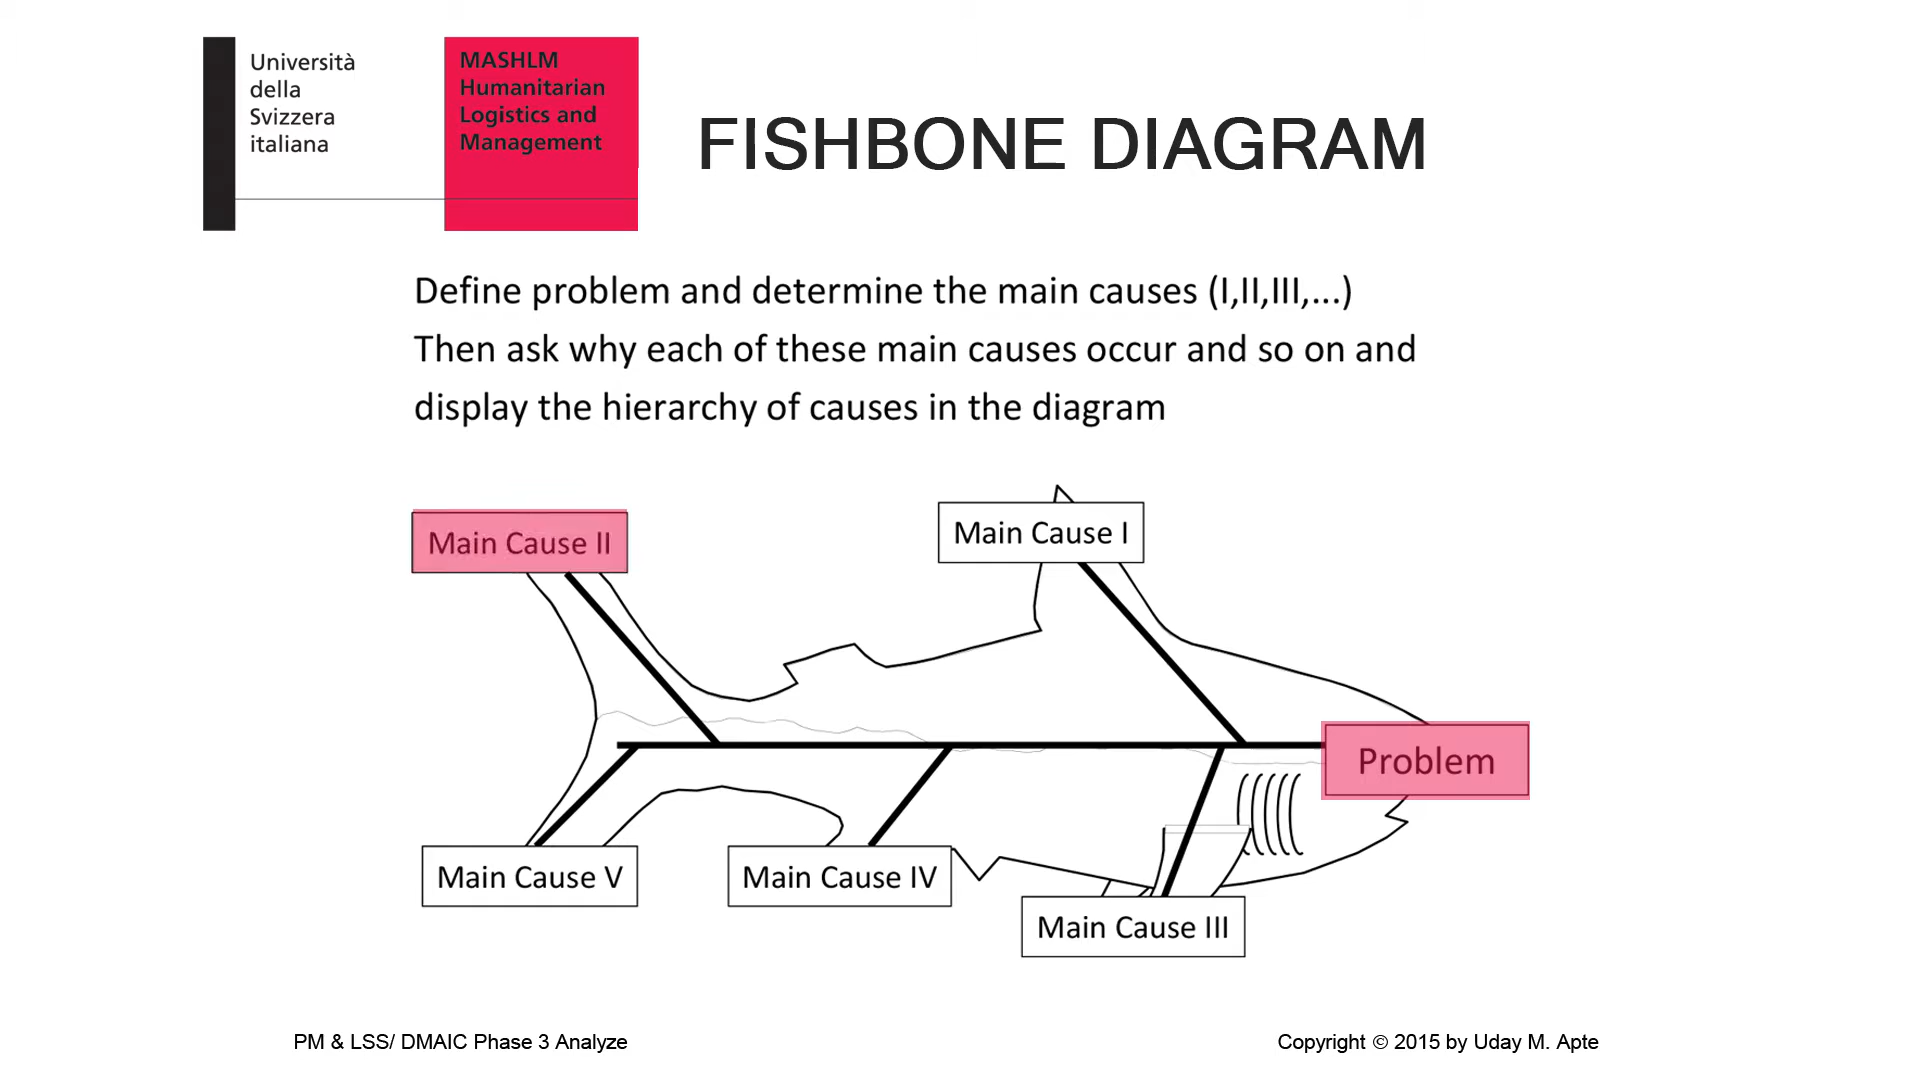 Università
della
Svizzera
italiana
MASHLM
Humanitarian
Logistics and
Management
FISHBONE DIAGRAM
Define problem and determine the main causes (I,II,III,...)
Then ask why each of these main causes occur and so on and
display the hierarchy of causes in the diagram
Main Cause II
Main Cause I
Problem
Main Cause V
Main Cause IV
Main Cause III
PM & LSS/ DMAIC Phase 3 Analyze
Copyright © 2015 by Uday M. Apte